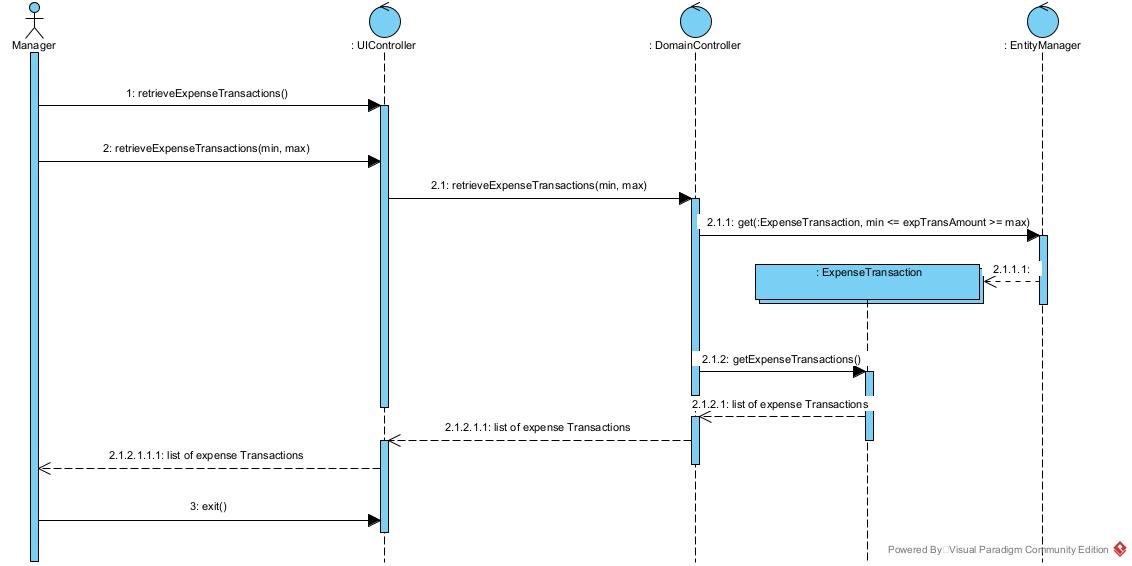 Manager
: UIController
: DomainController
: EntityManager
1: retrieveExpenseTransactions()
2: retrieveExpenseTransactions(min, max)
2.1: retrieveExpenseTransactions(min, max)
2.1.1: get(:ExpenseTransaction, min <= expTransAmount >= max)
: ExpenseTransaction
2.1.1.1:
2.1.2: getExpenseTransactions()
2.1.2.1: list of expense Transactions
2.1.2.1.1: list of expense Transactions
2.1.2.1.1.1: list of expense Transactions
3: exit()
Powered By□Visual Paradigm Community Edition